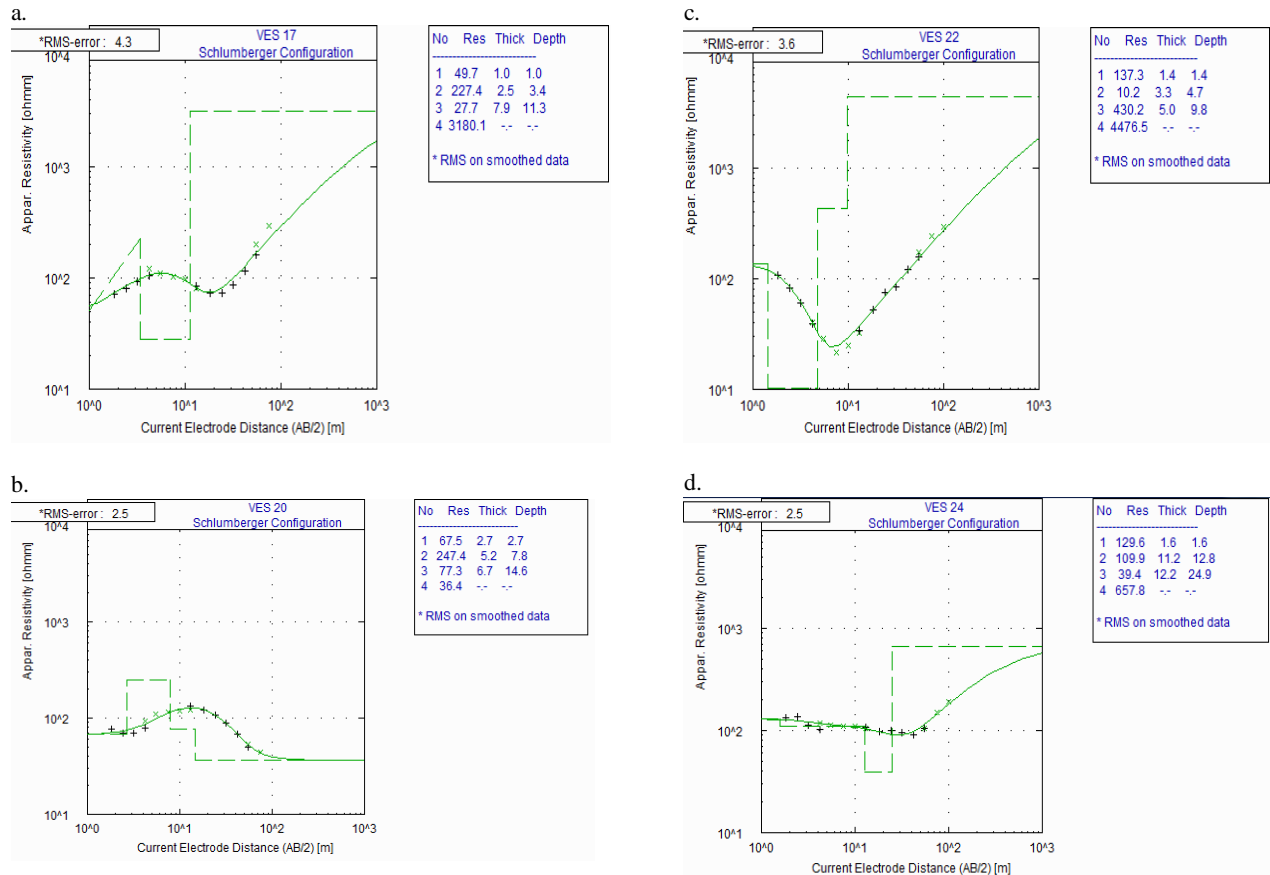 a.
*RMS-error : 4.3
VES 17
Schlumberger Configuration
Appar. Resistivity [ohmm]
10^4
10^3
10^2
10^1
10^0 10^1 10^2 10^3
Current Electrode Distance (AB/2) [m]
No Res Thick Depth
1 49.7 1.0 1.0
2 227.4 2.5 3.4
3 27.7 7.9 11.3
4 3180.1 -.- -.-
* RMS on smoothed data
b.
*RMS-error : 2.5
VES 20
Schlumberger Configuration
Appar. Resistivity [ohmm]
10^4
10^3
10^2
10^1
10^0 10^1 10^2 10^3
Current Electrode Distance (AB/2) [m]
No Res Thick Depth
1 67.5 2.7 2.7
2 247.4 5.2 7.8
3 77.3 6.7 14.6
4 36.4 -.- -.-
* RMS on smoothed data
c.
*RMS-error : 3.6
VES 22
Schlumberger Configuration
Appar. Resistivity [ohmm]
10^4
10^3
10^2
10^1
10^0 10^1 10^2 10^3
Current Electrode Distance (AB/2) [m]
No Res Thick Depth
1 137.3 1.4 1.4
2 10.2 3.3 4.7
3 430.2 5.0 9.8
4 4476.5 -.- -.-
* RMS on smoothed data
d.
*RMS-error : 2.5
VES 24
Schlumberger Configuration
Appar. Resistivity [ohmm]
10^4
10^3
10^2
10^1
10^0 10^1 10^2 10^3
Current Electrode Distance (AB/2) [m]
No Res Thick Depth
1 129.6 1.6 1.6
2 109.9 11.2 12.8
3 39.4 12.2 24.9
4 657.8 -.- -.-
* RMS on smoothed data